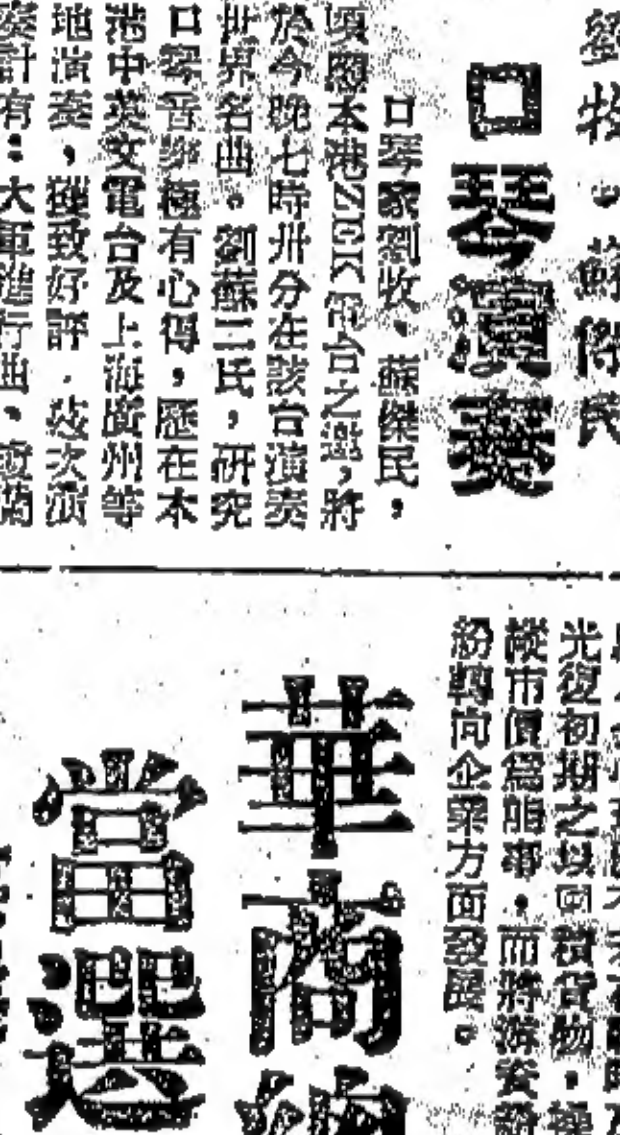 劉牧・蘇傑民
口琴演奏
口琴家劉牧、蘇傑民，
頃應本港ZEK電台之邀，將
於今晚七時卅分在該台演奏
世界名曲。劉蘇二氏，研究
口琴音樂極有心得，歷在本
港中英文電台及上海廣州等
地演奏，獲致好評．茲次演
奏計有：大軍進行曲、
光復初期之以囤積貨物，
縱市價為能事，而將游資
紛轉向企業方面發展。
華商
當選